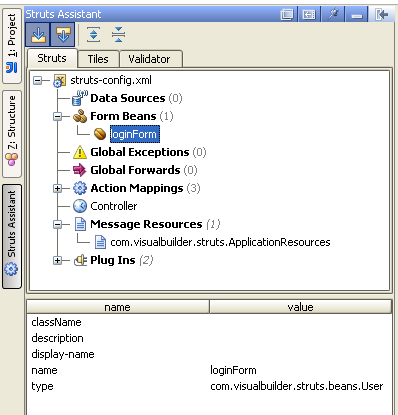 Struts Assistant
1: Project
Z: Structure
Struts Assistant
Struts Tiles Validator
struts-config.xml
Data Sources (0)
Form Beans (1)
loginForm
Global Exceptions (0)
Global Forwards (0)
Action Mappings (3)
Controller
Message Resources (1)
com.visualbuilder.struts.ApplicationResources
Plug Ins (2)
name value
className
description
display-name
name loginForm
type com.visualbuilder.struts.beans.User